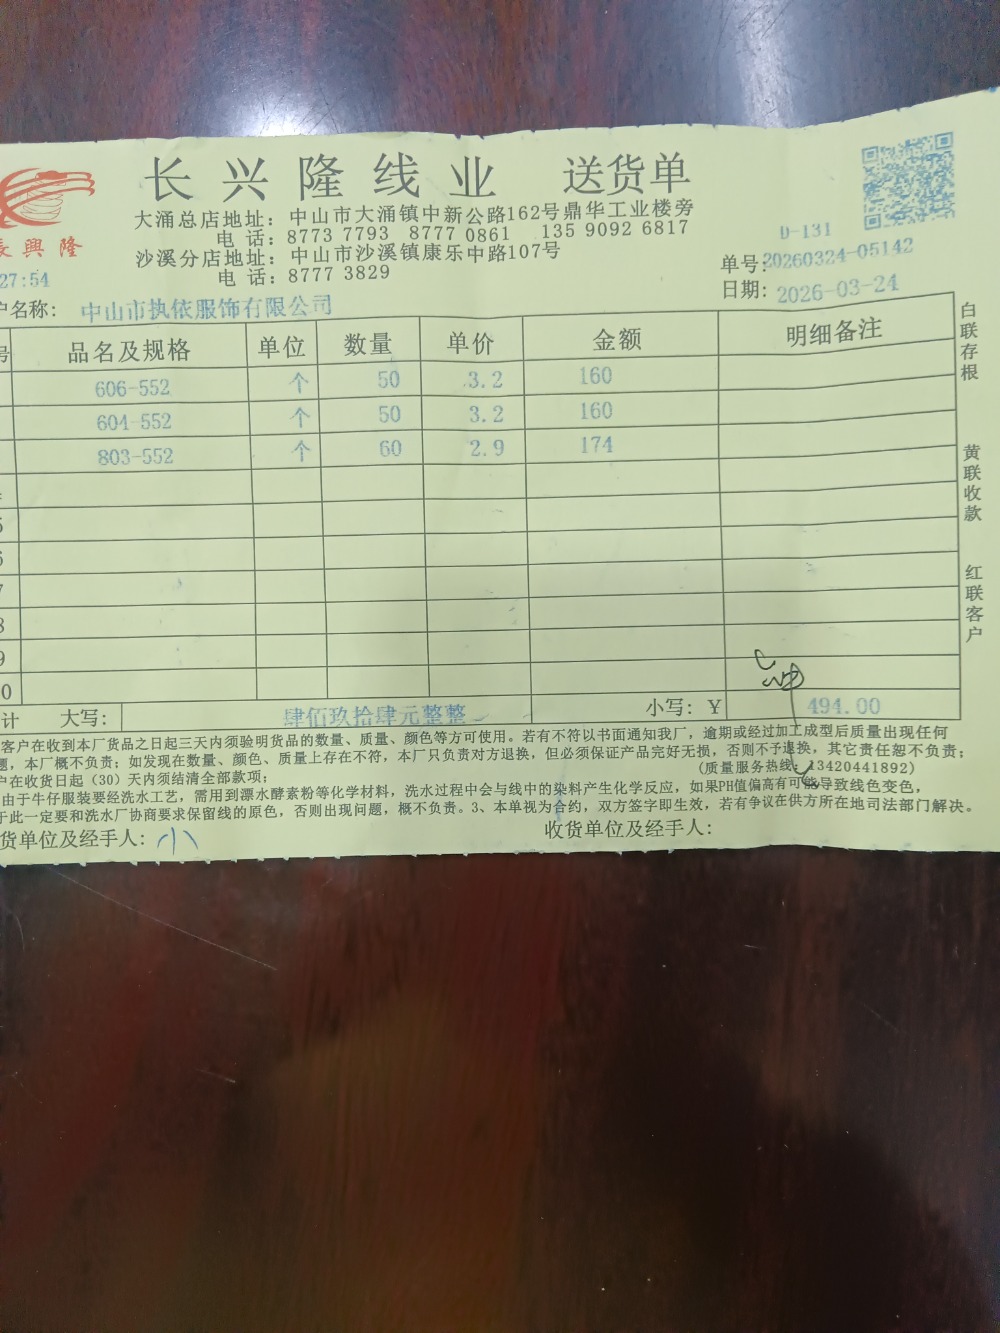 长兴隆线业 送货单
長興隆
大涌总店地址：中山市大涌镇中新公路162号鼎华工业楼旁
电 话：8773 7793 8777 0861 135 9092 6817
沙溪分店地址：中山市沙溪镇康乐中路107号
电 话：8777 3829
D-131
单号：20260324-05142
日期：2026-03-24
27:54
户名称： 中山市执依服饰有限公司
号 品名及规格 单位 数量 单价 金额 明细备注
606-552 个 50 3.2 160
604-552 个 50 3.2 160
803-552 个 60 2.9 174
5
6
7
8
9
0
计 大写： 肆佰玖拾肆元整整 小写：￥ 494.00
客户在收到本厂货品之日起三天内须验明货品的数量、质量、颜色等方可使用。若有不符以书面通知我厂，逾期或经过加工成型后质量出现任何
题，本厂概不负责；如发现在数量、颜色、质量上存在不符，本厂只负责对方退换，但必须保证产品完好无损，否则不予退换，其它责任恕不负责；
户在收货日起（30）天内须结清全部款项； (质量服务热线：13420441892)
由于牛仔服装要经洗水工艺，需用到漂水酵素粉等化学材料，洗水过程中会与线中的染料产生化学反应，如果PH值偏高有可能导致线色变色，
于此一定要和洗水厂协商要求保留线的原色，否则出现问题，概不负责。3、本单视为合约，双方签字即生效，若有争议在供方所在地司法部门解决。
货单位及经手人： 收货单位及经手人：
白联存根
黄联收款
红联客户